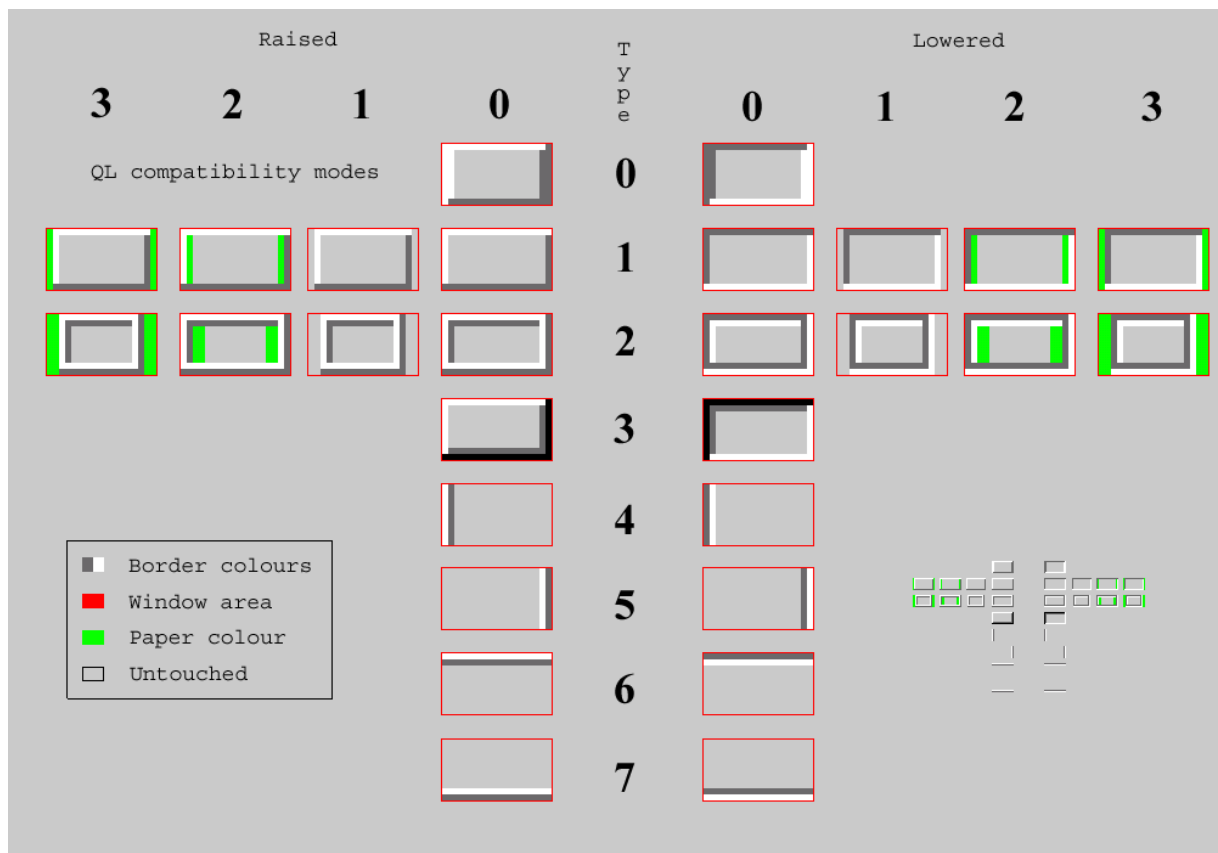 Raised
Type
Lowered
3 2 1 0
0 1 2 3
QL compatibility modes
0
1
2
3
4
5
6
7
Border colours
Window area
Paper colour
Untouched